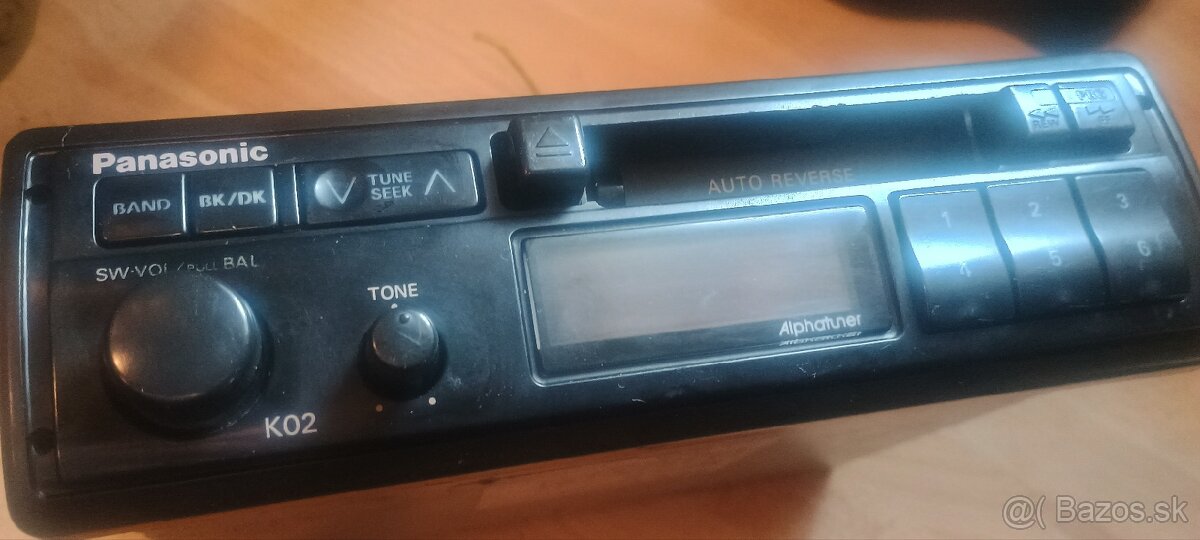 Panasonic
BAND
BK/DK
TUNE
SEEK
AUTO REVERSE
SW-VOL/PULL BAL
TONE
Alphatuner
K02
1
2
3
4
5
6
@( Bazos.sk